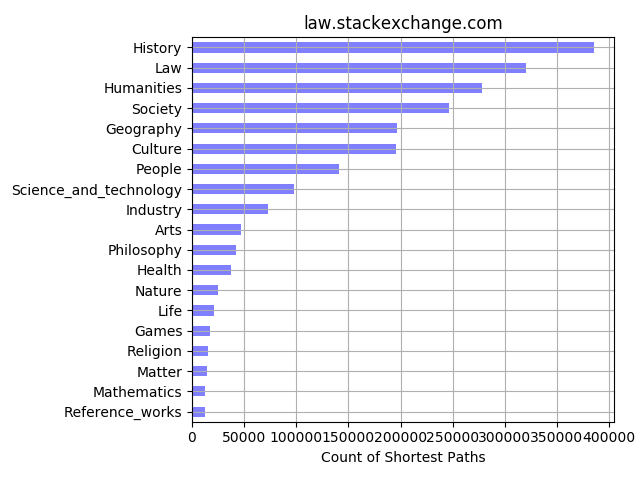 law.stackexchange.com
History
Law
Humanities
Society
Geography
Culture
People
Science_and_technology
Industry
Arts
Philosophy
Health
Nature
Life
Games
Religion
Matter
Mathematics
Reference_works
0 50000 100000 150000 200000 250000 300000 350000 400000
Count of Shortest Paths